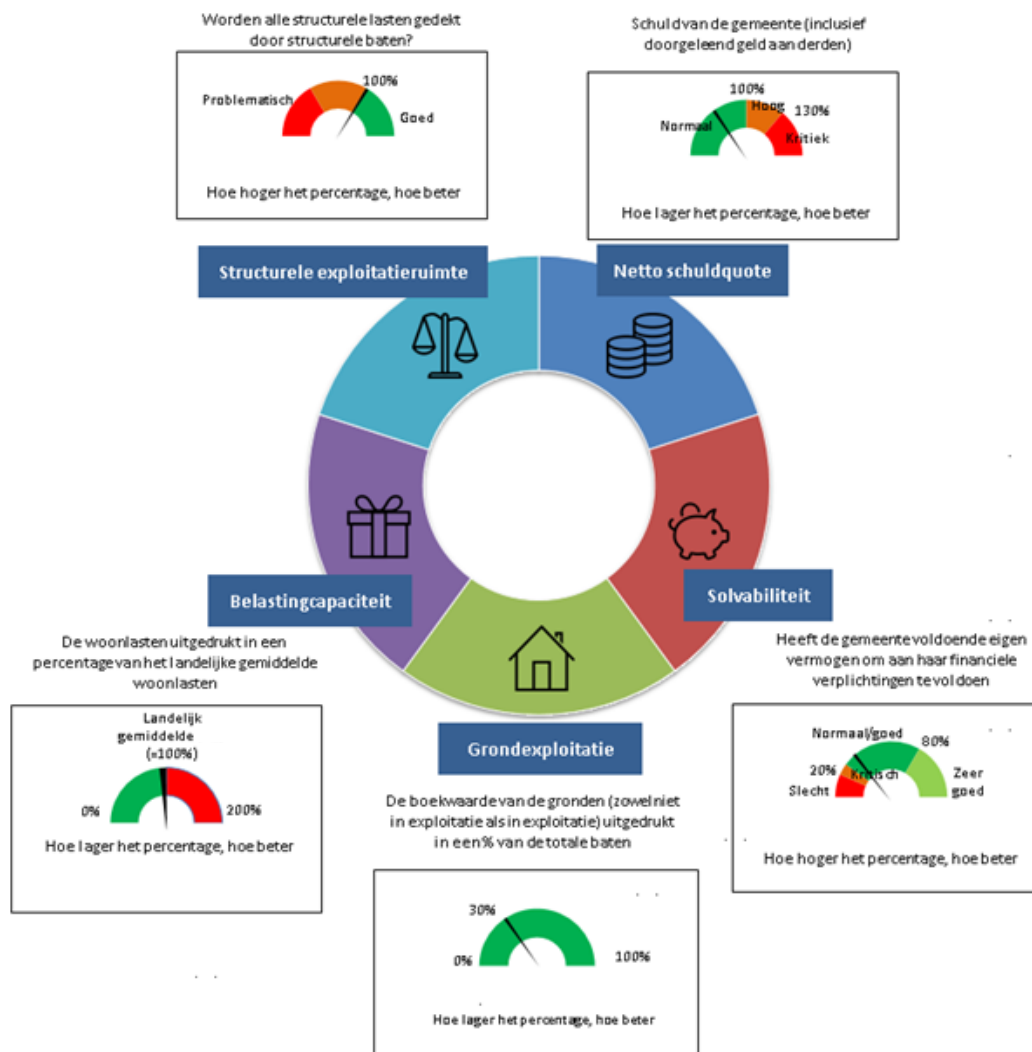 Worden alle structurele lasten gedekt
door structurele baten?
100%
Problematisch
Goed
Hoe hoger het percentage, hoe beter
Schuld van de gemeente (inclusief
doorgeleend geld aan derden)
100%
Hoog
130%
Normaal
Kritiek
Hoe lager het percentage, hoe beter
Structurele exploitatieruimte
Netto schuldquote
Belastingcapaciteit
Solvabiliteit
De woonlasten uitgedrukt in een
percentage van het landelijke gemiddelde
woonlasten
Landelijk
gemiddelde
(=100%)
0%
200%
Hoe lager het percentage, hoe beter
Heeft de gemeente voldoende eigen
vermogen om aan haar financiele
verplichtingen te voldoen
Normaal/goed
80%
20%
Kritisch
Zeer
Slecht
goed
Hoe hoger het percentage, hoe beter
Grondexploitatie
De boekwaarde van de gronden (zowel niet
in exploitatie als in exploitatie) uitgedrukt
in een % van de totale baten
30%
0%
100%
Hoe lager het percentage, hoe beter